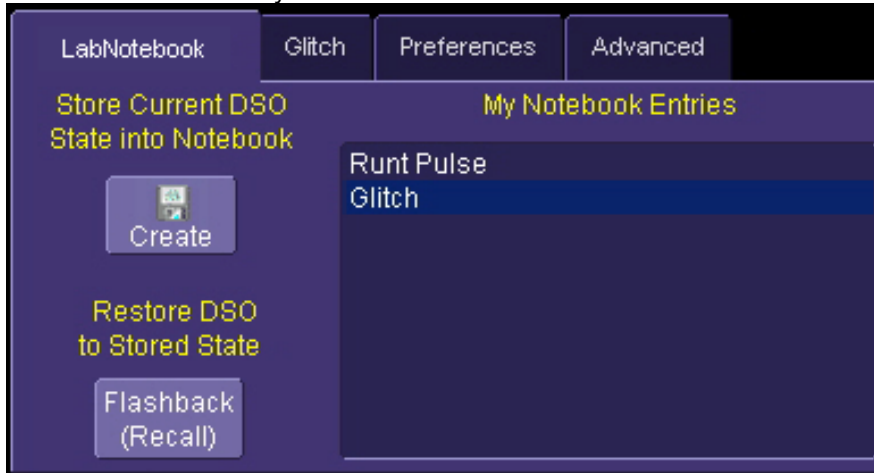 LabNotebook Glitch Preferences Advanced
Store Current DSO
State into Notebook
Create
Restore DSO
to Stored State
Flashback
(Recall)
My Notebook Entries
Runt Pulse
Glitch